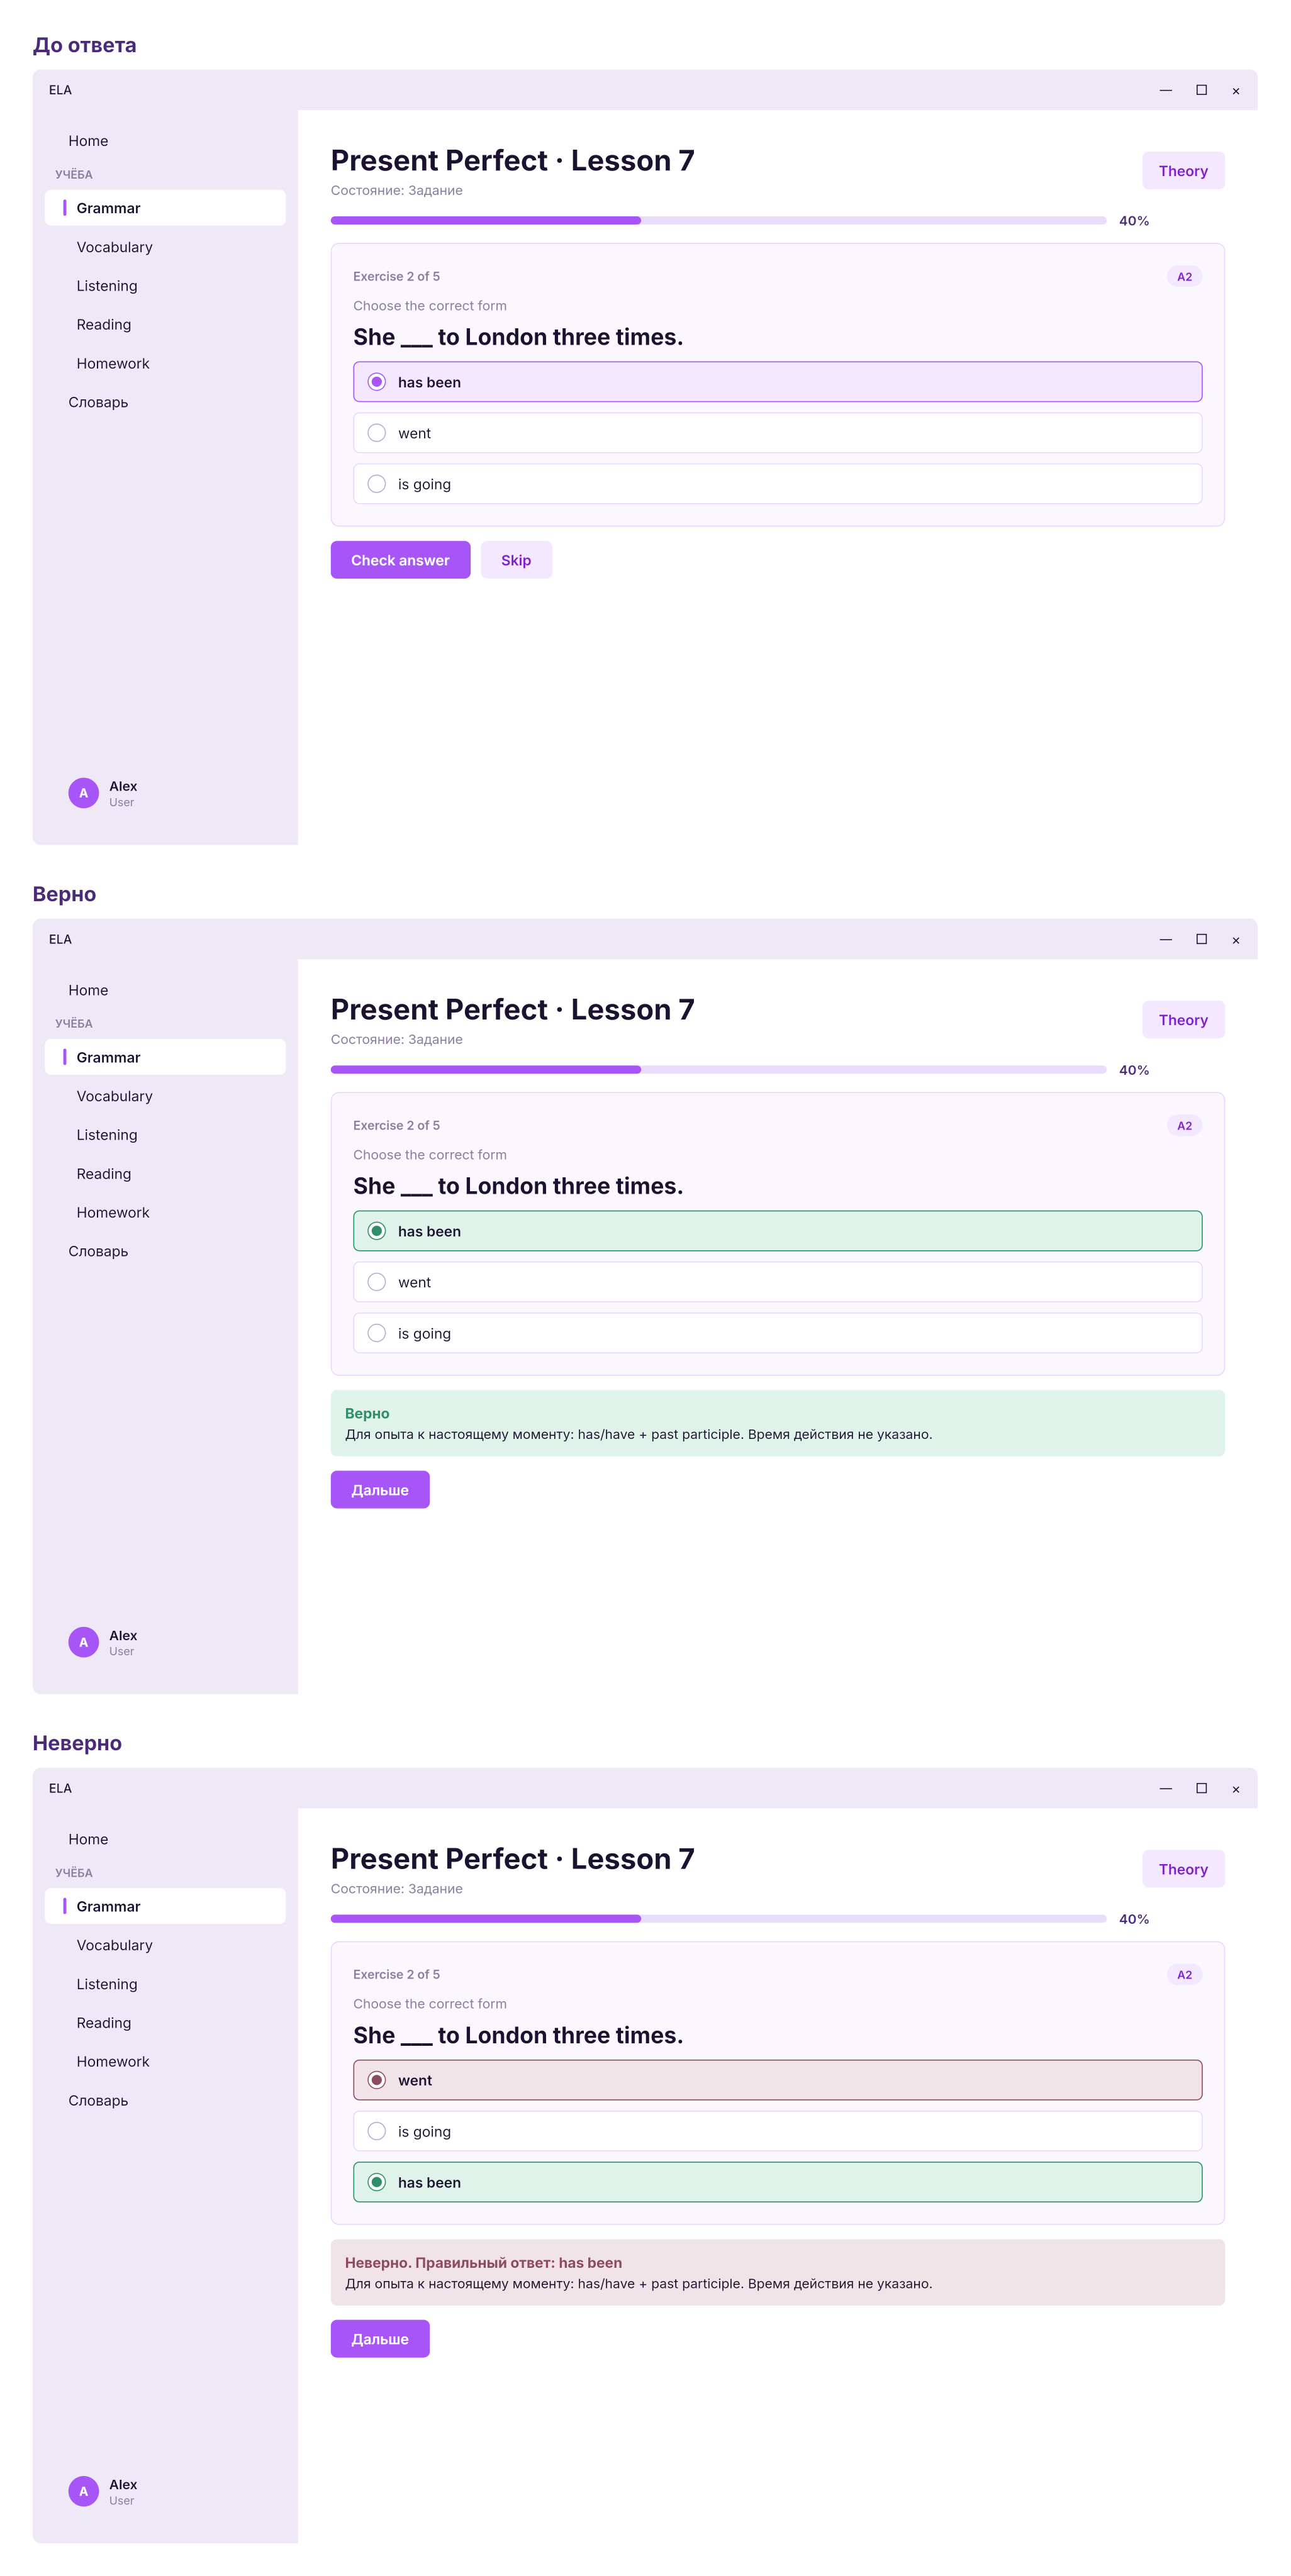 До ответа
ELA
Home
УЧЁБА
Grammar
Vocabulary
Listening
Reading
Homework
Словарь
A
Alex
User
Present Perfect · Lesson 7
Состояние: Задание
Theory
40%
Exercise 2 of 5
A2
Choose the correct form
She ___ to London three times.
has been
went
is going
Check answer
Skip
Верно
ELA
Home
УЧЁБА
Grammar
Vocabulary
Listening
Reading
Homework
Словарь
A
Alex
User
Present Perfect · Lesson 7
Состояние: Задание
Theory
40%
Exercise 2 of 5
A2
Choose the correct form
She ___ to London three times.
has been
went
is going
Верно
Для опыта к настоящему моменту: has/have + past participle. Время действия не указано.
Дальше
Неверно
ELA
Home
УЧЁБА
Grammar
Vocabulary
Listening
Reading
Homework
Словарь
A
Alex
User
Present Perfect · Lesson 7
Состояние: Задание
Theory
40%
Exercise 2 of 5
A2
Choose the correct form
She ___ to London three times.
went
is going
has been
Неверно. Правильный ответ: has been
Для опыта к настоящему моменту: has/have + past participle. Время действия не указано.
Дальше